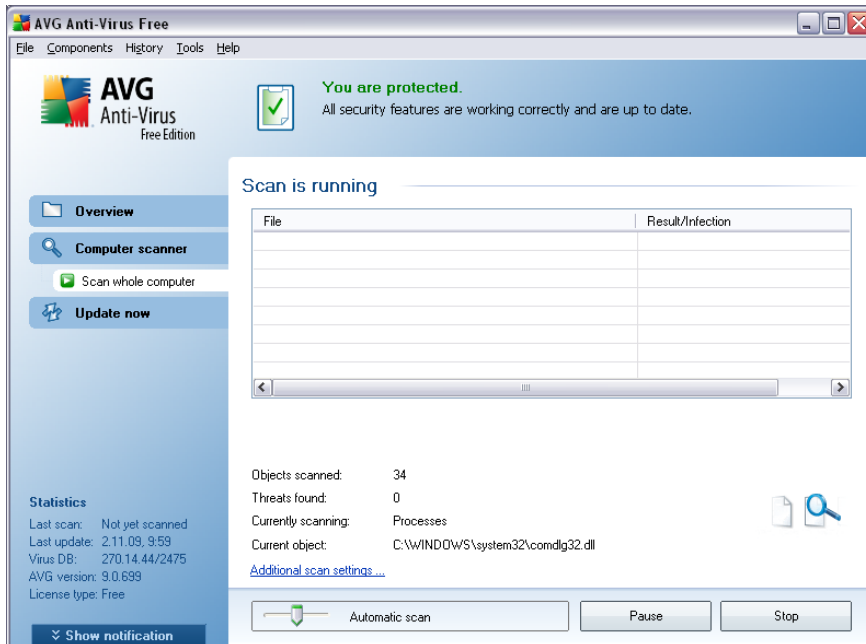 AVG Anti-Virus Free
File Components History Tools Help
AVG
Anti-Virus
Free Edition
You are protected.
All security features are working correctly and are up to date.
Overview
Computer scanner
Scan whole computer
Update now
Scan is running
File Result/Infection
Objects scanned: 34
Threats found: 0
Currently scanning: Processes
Current object: C:\WINDOWS\system32\comdlg32.dll
Additional scan settings ...
Statistics
Last scan: Not yet scanned
Last update: 2.11.09, 9:59
Virus DB: 270.14.44/2475
AVG version: 9.0.699
License type: Free
Show notification
Automatic scan Pause Stop